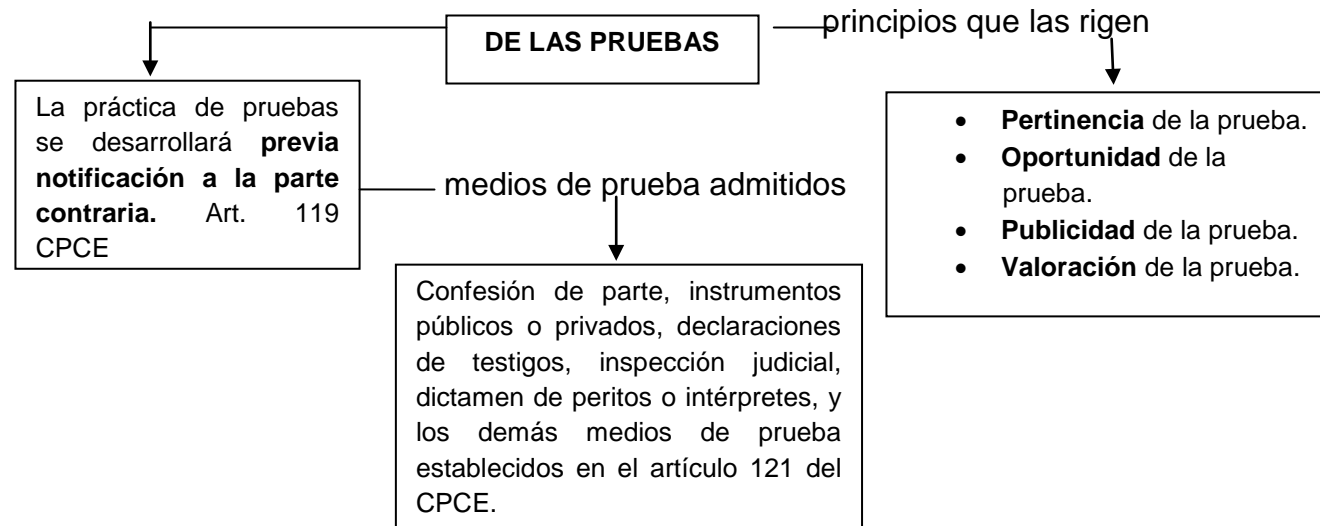 DE LAS PRUEBAS
principios que las rigen
La práctica de pruebas
se desarrollará previa
notificación a la parte
contraria. Art. 119
CPCE
medios de prueba admitidos
• Pertinencia de la prueba.
• Oportunidad de la
prueba.
• Publicidad de la prueba.
• Valoración de la prueba.
Confesión de parte, instrumentos
públicos o privados, declaraciones
de testigos, inspección judicial,
dictamen de peritos o intérpretes, y
los demás medios de prueba
establecidos en el artículo 121 del
CPCE.